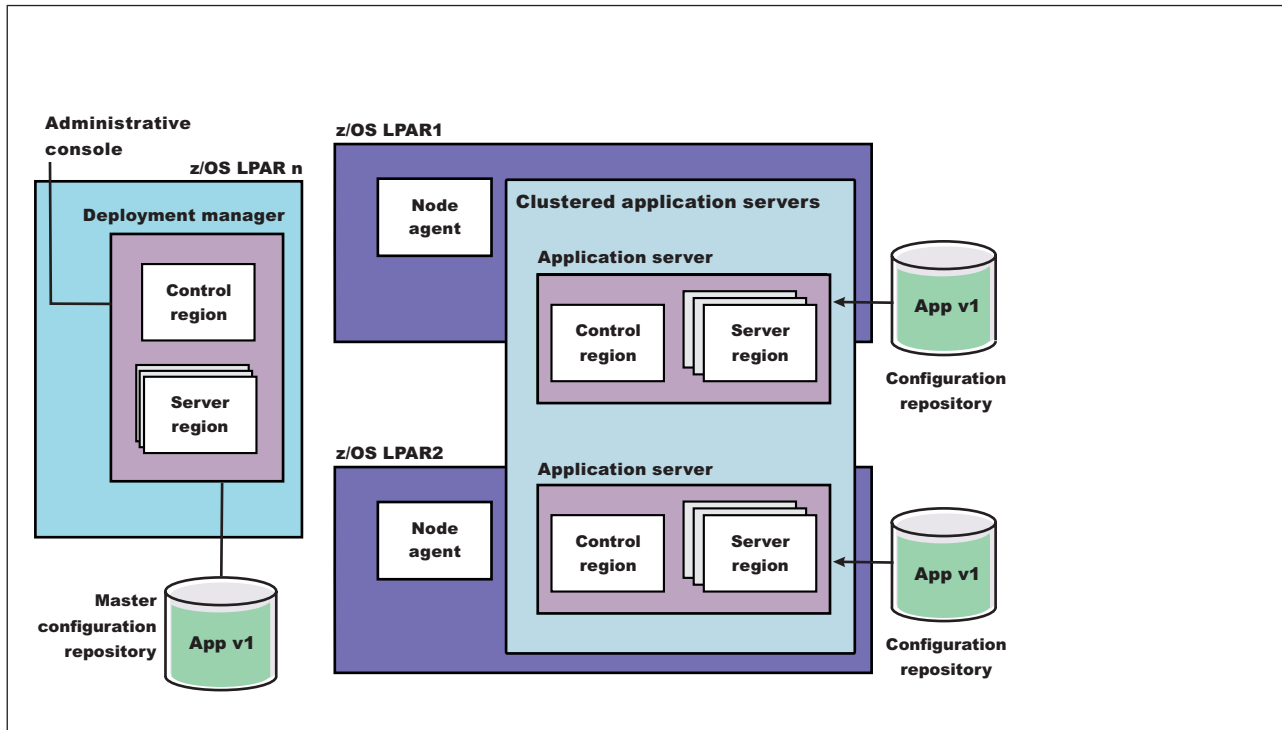 Administrative
console
z/OS LPAR n
Deployment manager
Control
region
Server
region
Master
configuration
repository
App v1
z/OS LPAR1
Node
agent
Clustered application servers
Application server
Control
region
Server
region
App v1
Configuration
repository
z/OS LPAR2
Node
agent
Application server
Control
region
Server
region
App v1
Configuration
repository